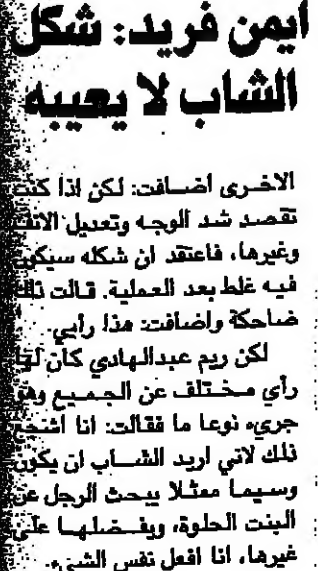 ايمن فريد: شكل
الشاب لا يعيبه
الاخرى اضافت: لكن اذا كنت
تقصد شد الوجه وتعديل الانف
وغيرها، فاعتقد ان شكله سيكون
فيه غلط بعد العملية. قالت ذلك
ضاحكة واضافت: هذا رأيي.
لكن ريم عبدالهادي كان لها
رأي مختلف عن الجميع وهو
جريء نوعا ما فقالت: انا اشجع
ذلك لاني اريد الشاب ان يكون
وسيما مثلا يبحث الرجل عن
البنت الحلوة، ويفضلها على
غيرها، انا افعل نفس الشيء.